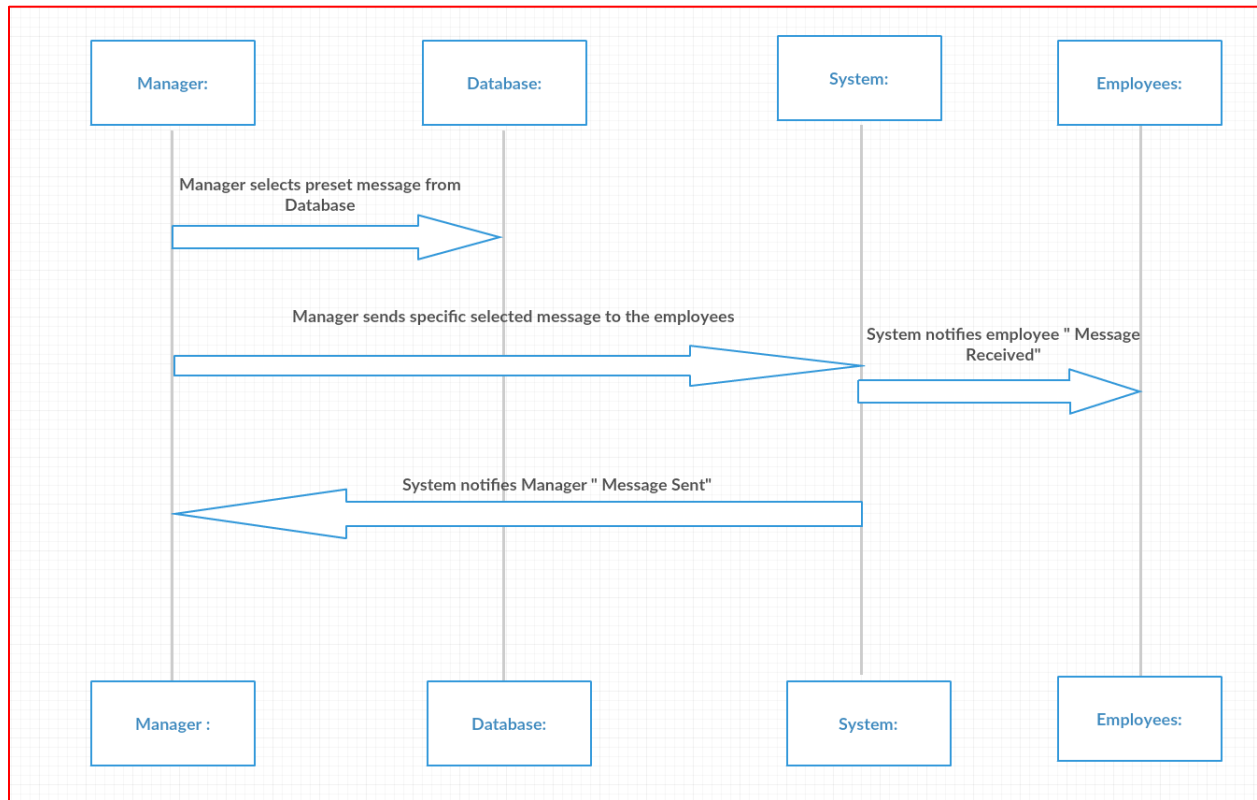 Manager:
Database:
System:
Employees:
Manager selects preset message from
Database
Manager sends specific selected message to the employees
System notifies employee " Message
Received"
System notifies Manager " Message Sent"
Manager :
Database:
System:
Employees: